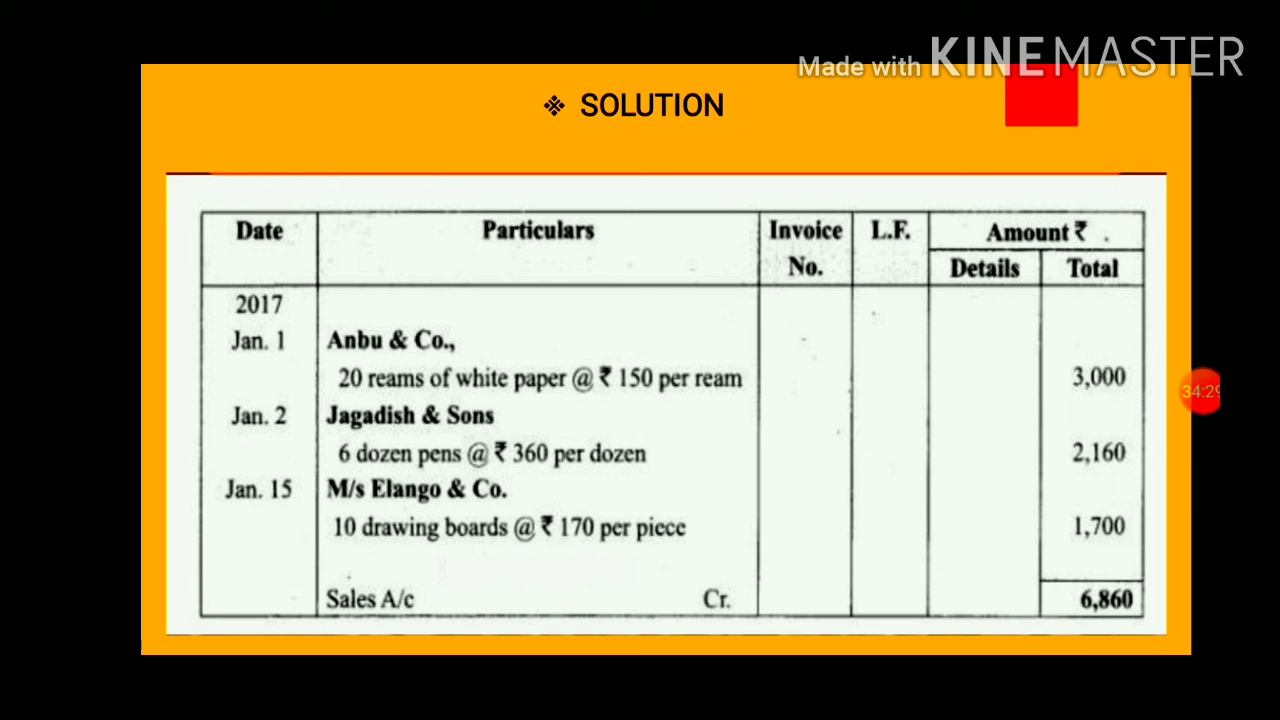 Made with KINEMASTER
❖ SOLUTION
Date Particulars Invoice No. L.F. Amount ₹
Details Total
2017
Jan. 1 Anbu & Co.,
20 reams of white paper @ ₹ 150 per ream 3,000
Jan. 2 Jagadish & Sons
6 dozen pens @ ₹ 360 per dozen 2,160
Jan. 15 M/s Elango & Co.
10 drawing boards @ ₹ 170 per piece 1,700
Sales A/c Cr. 6,860
34:29